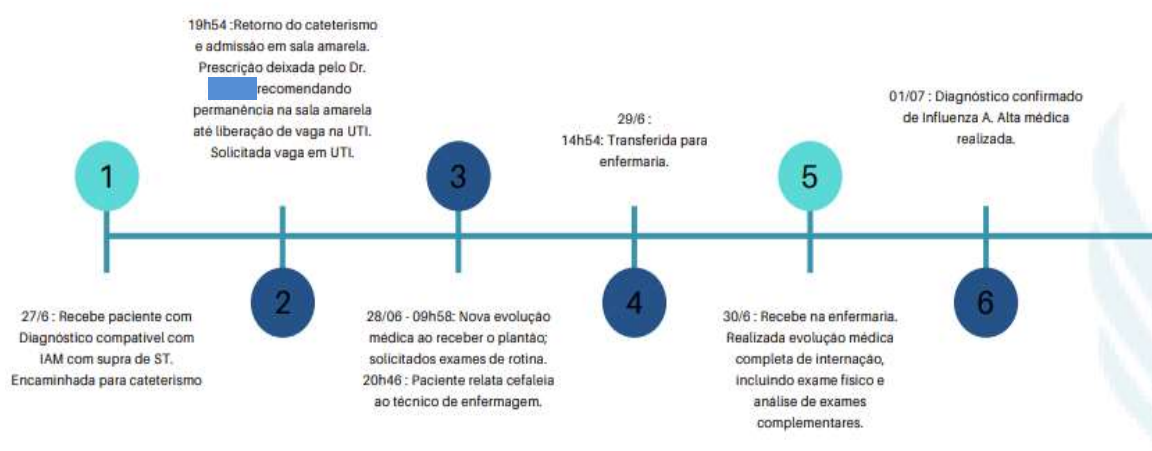 1
27/6 : Recebe paciente com
Diagnóstico compatível com
IAM com supra de ST.
Encaminhada para cateterismo
19h54 :Retorno do cateterismo
e admissão em sala amarela.
Prescrição deixada pelo Dr.
recomendando
permanência na sala amarela
até liberação de vaga na UTI.
Solicitada vaga em UTI.
2
3
28/06 - 09h58: Nova evolução
médica ao receber o plantão;
solicitados exames de rotina.
20h46 : Paciente relata cefaleia
ao técnico de enfermagem.
29/6 :
14h54: Transferida para
enfermaria.
4
5
30/6 : Recebe na enfermaria.
Realizada evolução médica
completa de internação,
incluindo exame físico e
análise de exames
complementares.
01/07 : Diagnóstico confirmado
de Influenza A. Alta médica
realizada.
6